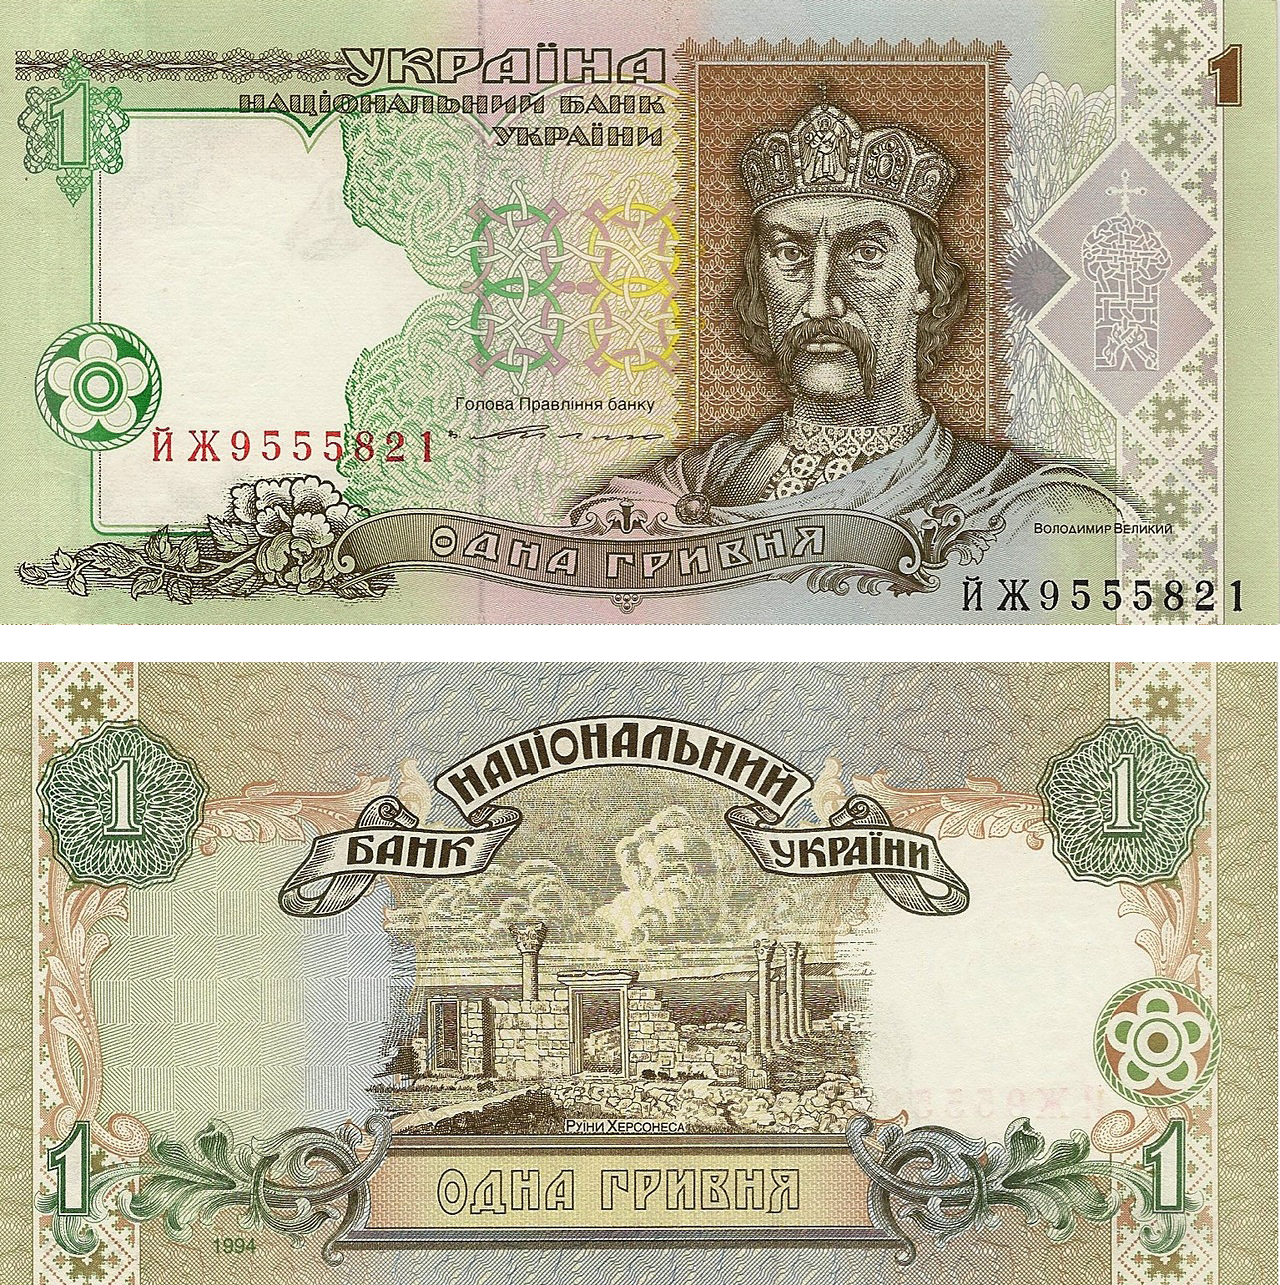 УКРАЇНА
1
1
НАЦІОНАЛЬНИЙ БАНК
УКРАЇНИ
Голова Правління банку
ЙЖ9555821
ОДНА ГРИВНЯ
Володимир Великий
ЙЖ9555821
НАЦІОНАЛЬНИЙ
1
1
БАНК
УКРАЇНИ
Руїни Херсонеса
1
1
ОДНА ГРИВНЯ
1994